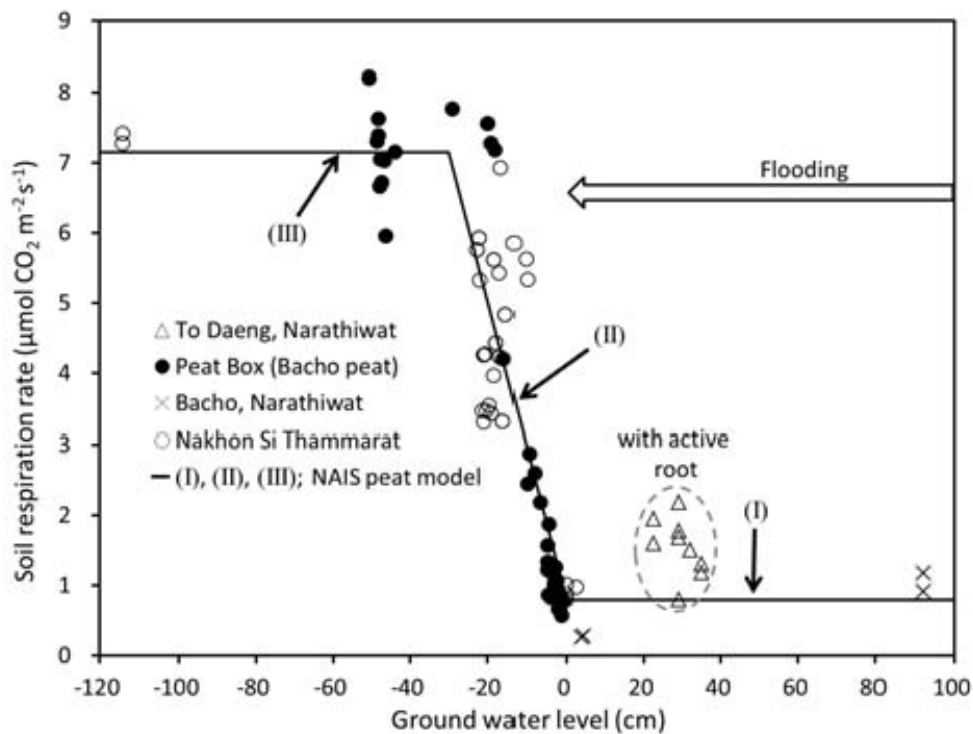 9
8
7
6
5
4
3
2
1
0
Soil respiration rate (µmol CO₂ m⁻² s⁻¹)
Flooding
(III)
(II)
△ To Daeng, Narathiwat
● Peat Box (Bacho peat)
× Bacho, Narathiwat
○ Nakhon Si Thammarat
— (I), (II), (III); NAIS peat model
with active
root
(I)
-120 -100 -80 -60 -40 -20 0 20 40 60 80 100
Ground water level (cm)